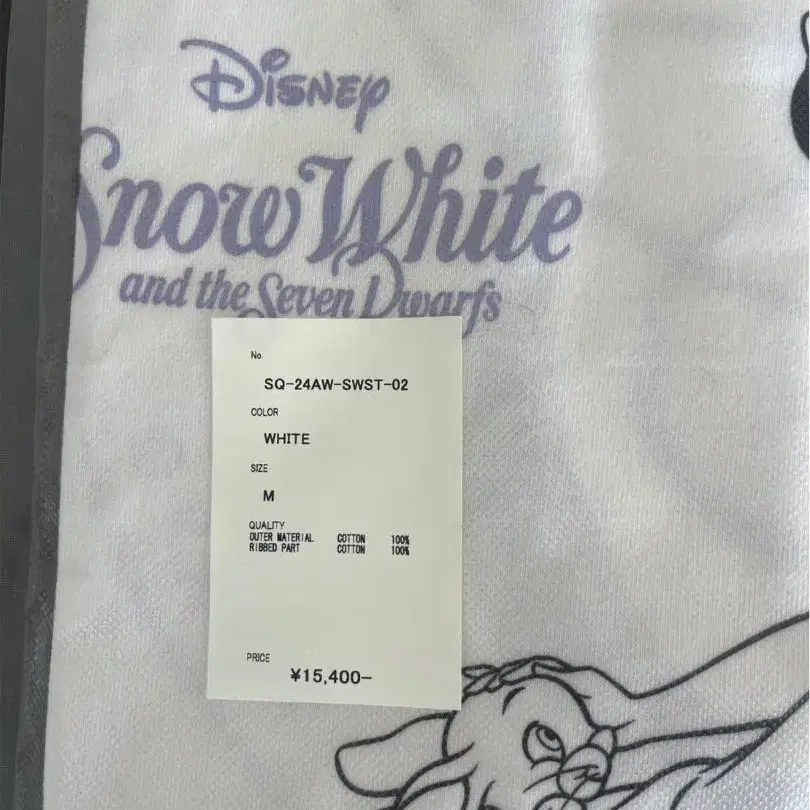 Disney
Snow White
and the Seven Dwarfs
No.
SQ-24AW-SWST-02
COLOR
WHITE
SIZE
M
QUALITY
OUTER MATERIAL COTTON 100%
RIBBED PART COTTON 100%
PRICE
¥15,400-